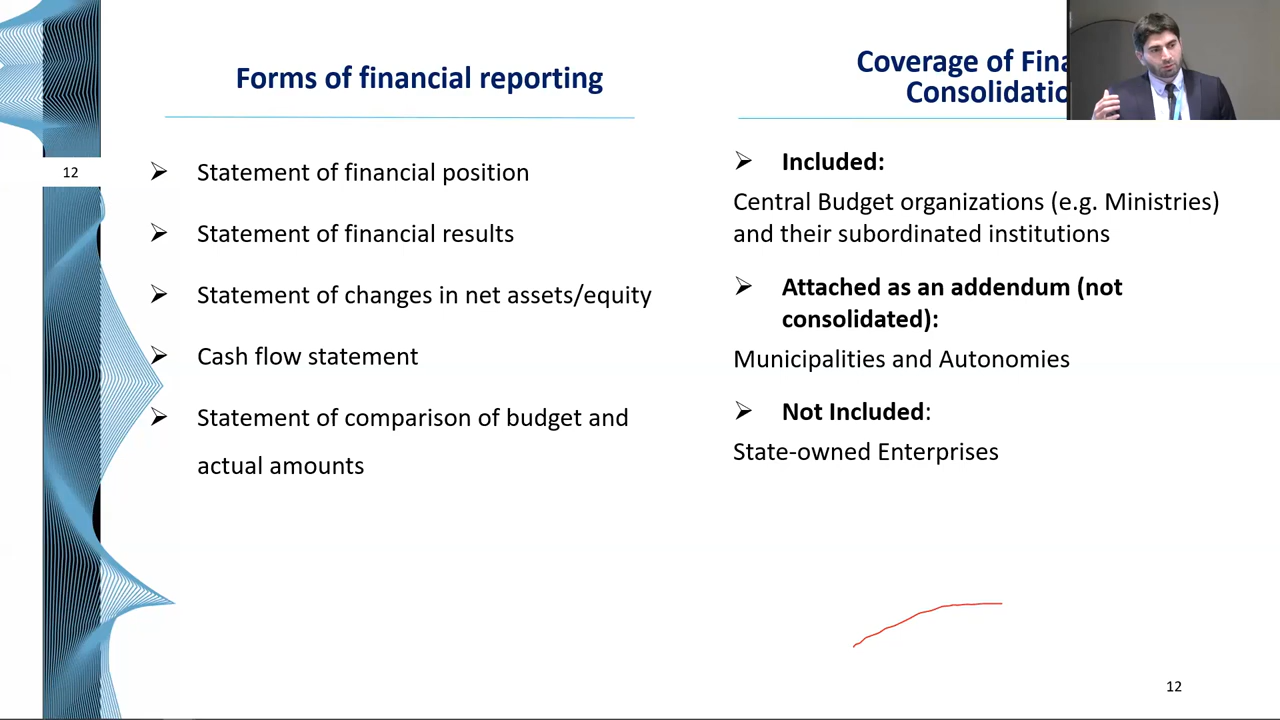 Forms of financial reporting
12
Statement of financial position
Statement of financial results
Statement of changes in net assets/equity
Cash flow statement
Statement of comparison of budget and
actual amounts
Coverage of
Included:
Central Budget organizations (e.g. Ministries)
and their subordinated institutions
Attached as an addendum (not
consolidated):
Municipalities and Autonomies
Not Included:
State-owned Enterprises
12